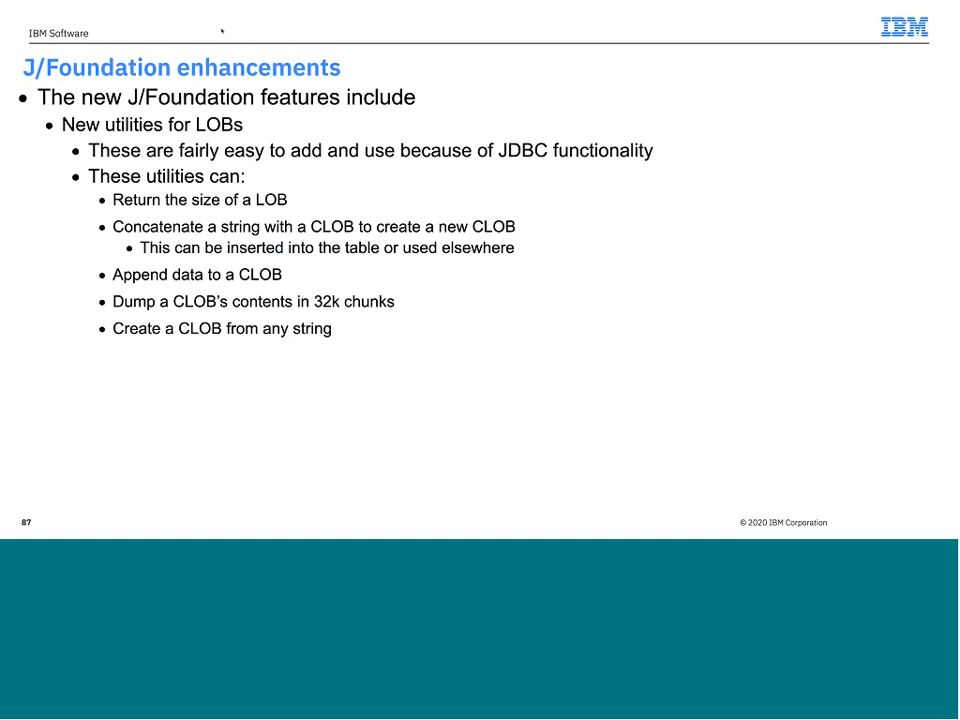 IBM Software
IBM
J/Foundation enhancements
• The new J/Foundation features include
• New utilities for LOBs
• These are fairly easy to add and use because of JDBC functionality
• These utilities can:
• Return the size of a LOB
• Concatenate a string with a CLOB to create a new CLOB
• This can be inserted into the table or used elsewhere
• Append data to a CLOB
• Dump a CLOB’s contents in 32k chunks
• Create a CLOB from any string
87
© 2020 IBM Corporation